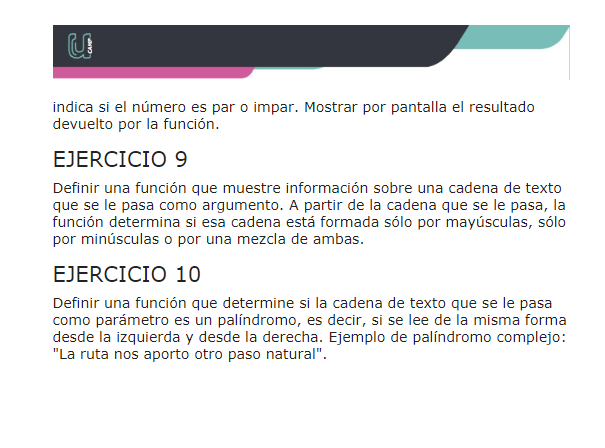 U CAMP
indica si el número es par o impar. Mostrar por pantalla el resultado
devuelto por la función.
EJERCICIO 9
Definir una función que muestre información sobre una cadena de texto
que se le pasa como argumento. A partir de la cadena que se le pasa, la
función determina si esa cadena está formada sólo por mayúsculas, sólo
por minúsculas o por una mezcla de ambas.
EJERCICIO 10
Definir una función que determine si la cadena de texto que se le pasa
como parámetro es un palíndromo, es decir, si se lee de la misma forma
desde la izquierda y desde la derecha. Ejemplo de palíndromo complejo:
"La ruta nos aporto otro paso natural".